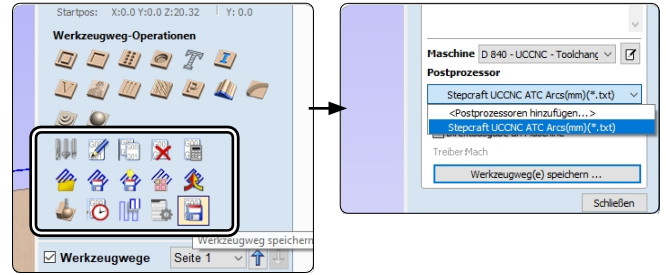 Startpos: X:0.0 Y:0.0 Z:20.32 Y: 0.0
Werkzeugweg-Operationen
Werkzeugweg speichern
Werkzeugwege Seite 1
Maschine D 840 - UCCNC - Toolchang
Postprozessor
Stepcraft UCCNC ATC Arcs(mm)(*.txt)
<Postprozessoren hinzufügen...>
Stepcraft UCCNC ATC Arcs(mm)(*.txt)
Treiber:Mach
Werkzeugweg(e) speichern ...
Schließen